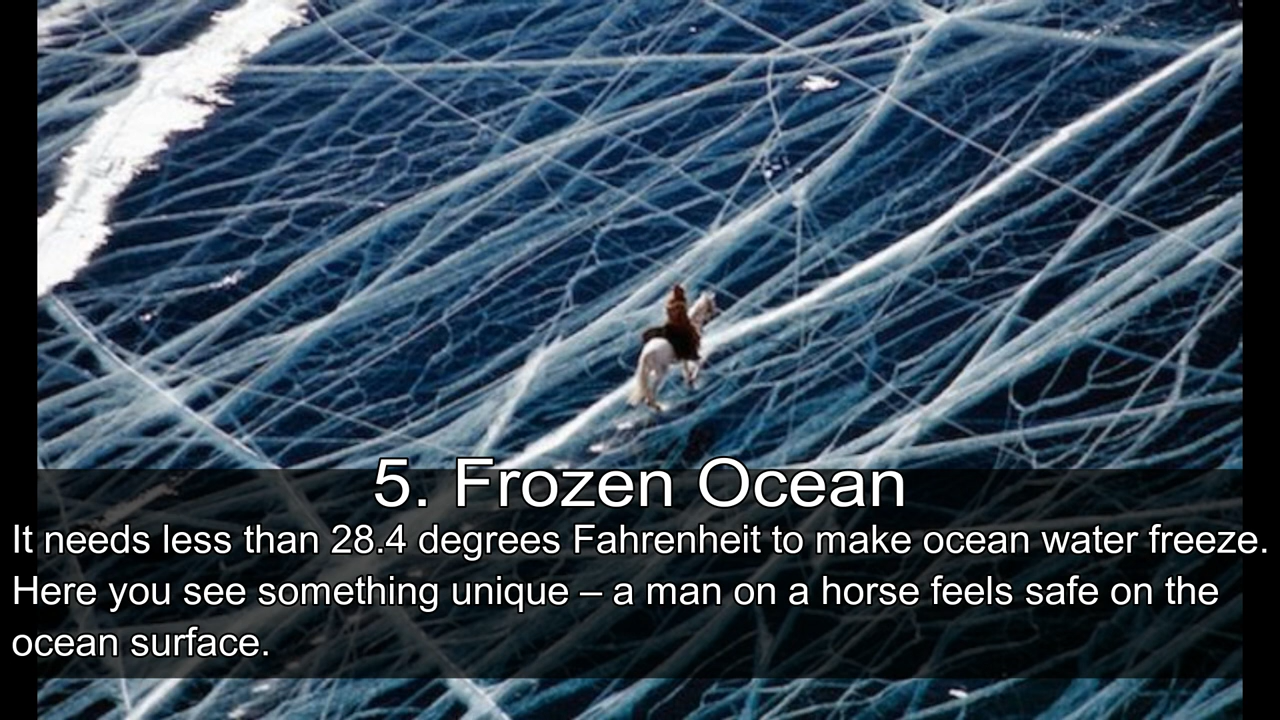 5. Frozen Ocean
It needs less than 28.4 degrees Fahrenheit to make ocean water freeze.
Here you see something unique – a man on a horse feels safe on the
ocean surface.